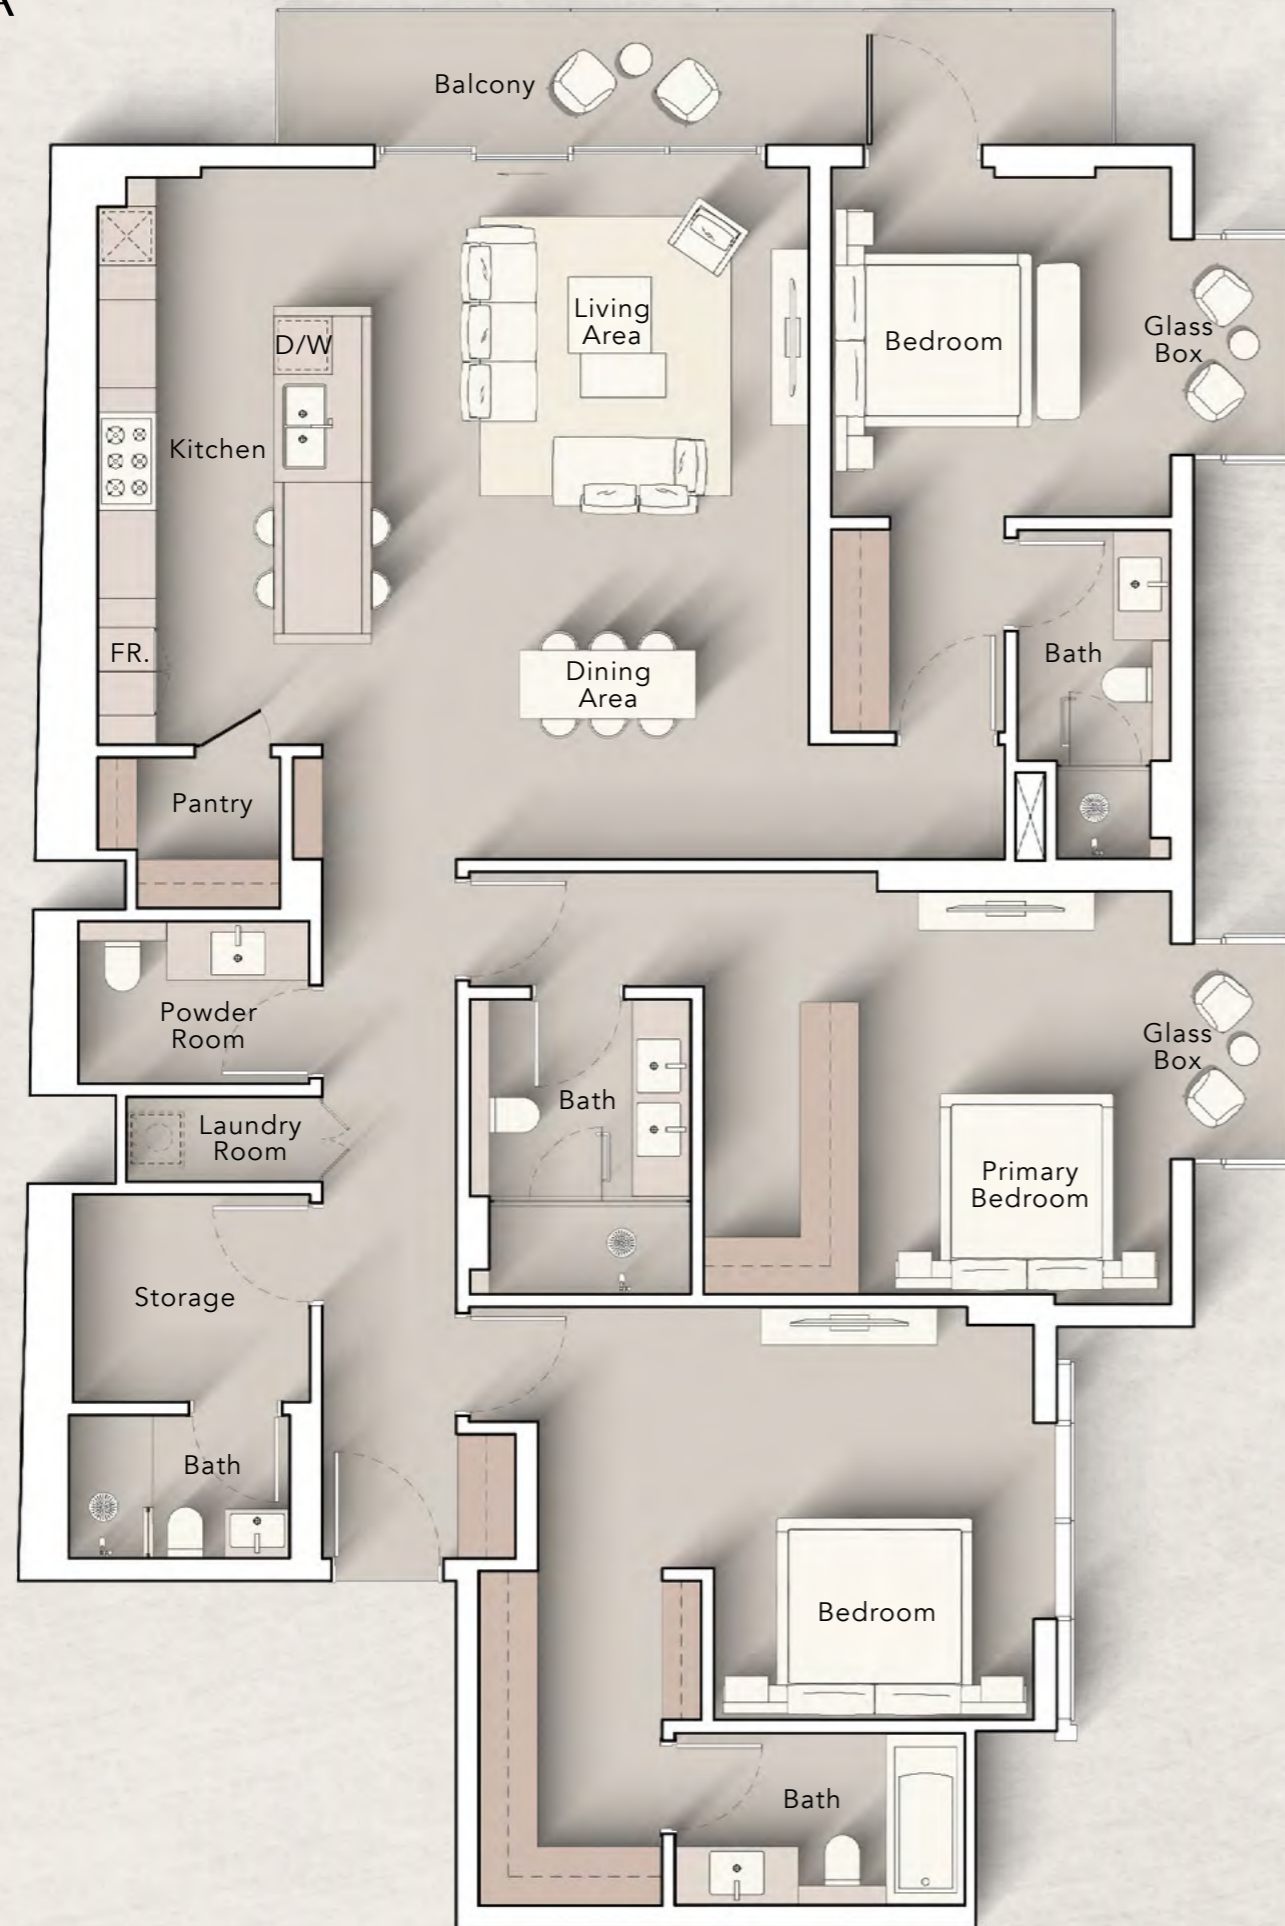 A
Balcony
Living
Area
Bedroom
Glass
Box
D/W
Kitchen
FR.
Dining
Area
Bath
Pantry
Powder
Room
Glass
Box
Bath
Laundry
Room
Primary
Bedroom
Storage
Bath
Bedroom
Bath